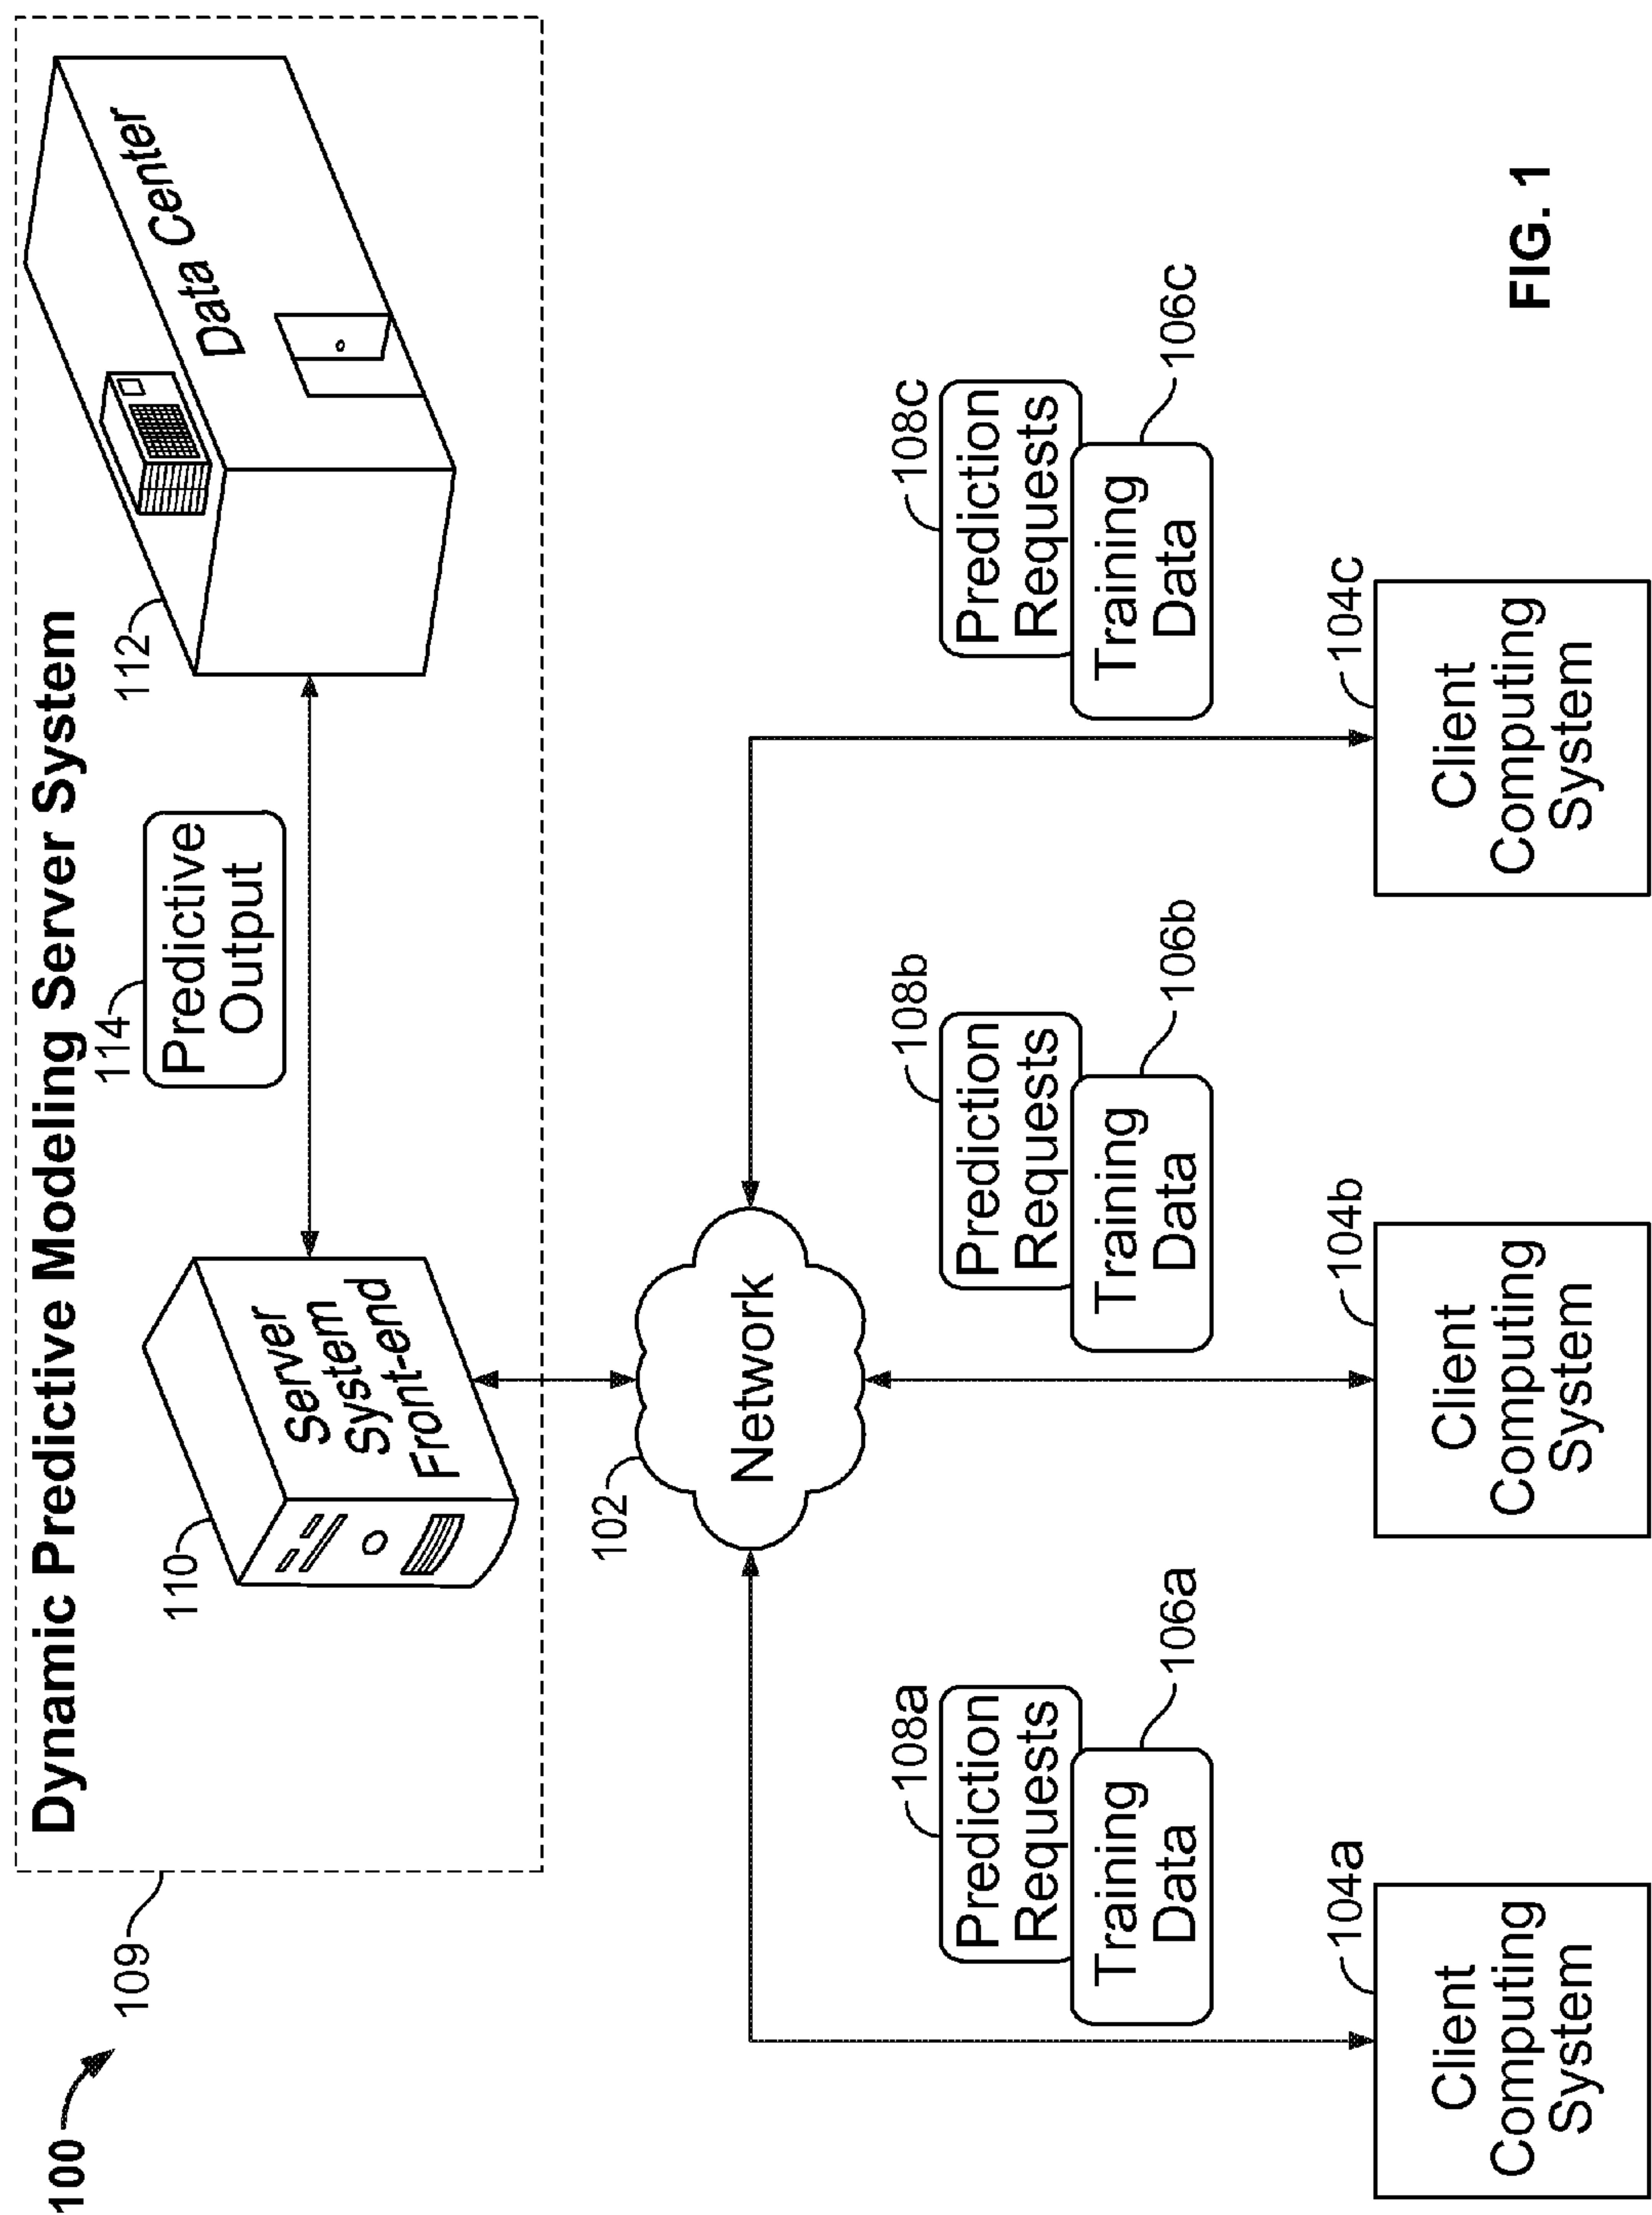 100
109
Dynamic Predictive Modeling Server System
110
Server
System
Front-end
114
Predictive
Output
112
Data Center
102
Network
108a
Prediction
Requests
Training
Data
106a
108b
Prediction
Requests
Training
Data
106b
108c
Prediction
Requests
Training
Data
106c
104a
Client
Computing
System
104b
Client
Computing
System
104c
Client
Computing
System
FIG. 1